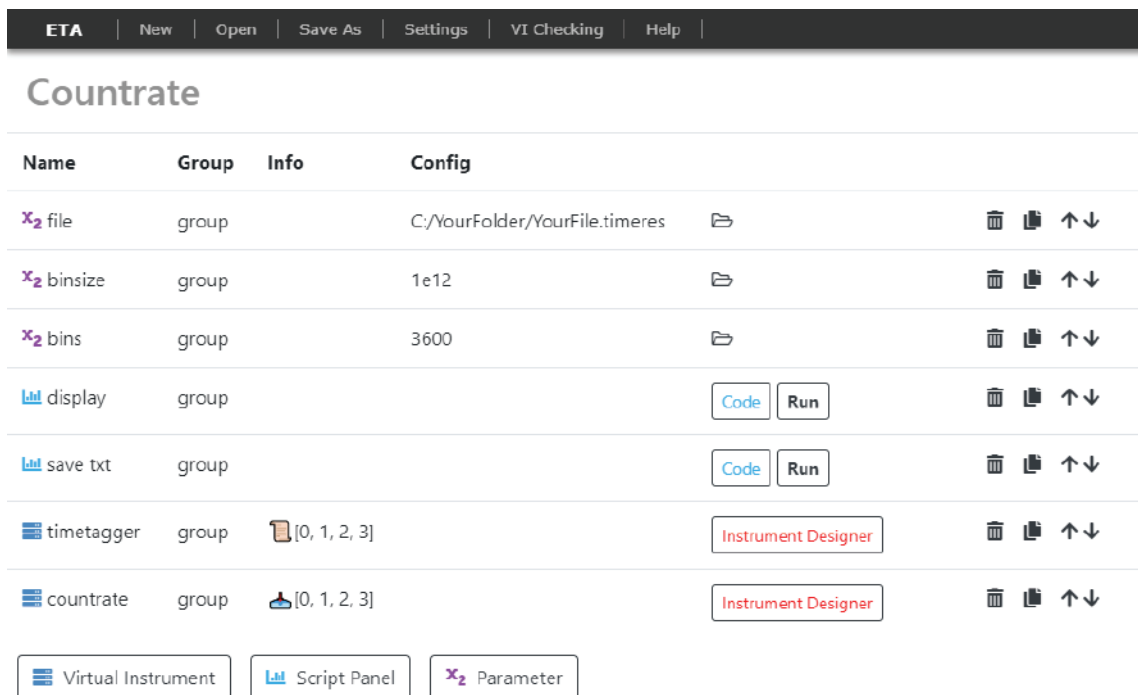 ETA | New | Open | Save As | Settings | VI Checking | Help |
Countrate
Name Group Info Config
X2 file group C:/YourFolder/YourFile.timeres
X2 binsize group 1e12
X2 bins group 3600
display group Code Run
save txt group Code Run
timetagger group [0, 1, 2, 3] Instrument Designer
countrate group [0, 1, 2, 3] Instrument Designer
Virtual Instrument Script Panel X2 Parameter